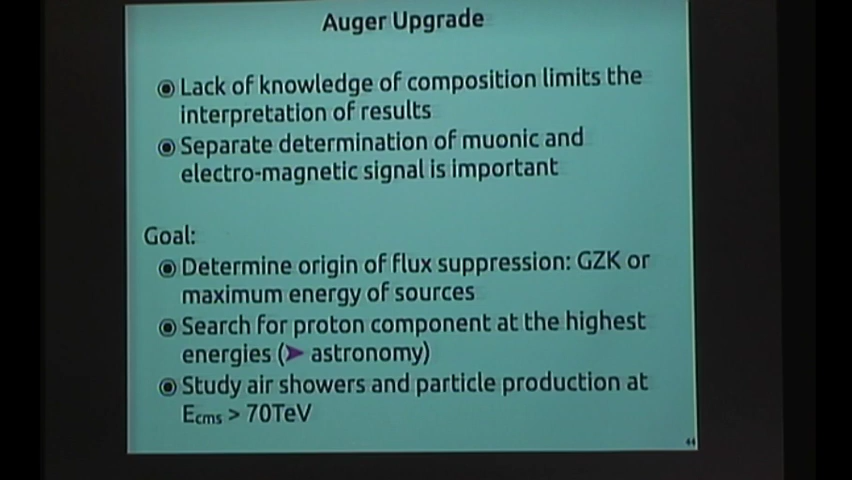 Auger Upgrade
Lack of knowledge of composition limits the
interpretation of results
Separate determination of muonic and
electro-magnetic signal is important
Goal:
Determine origin of flux suppression: GZK or
maximum energy of sources
Search for proton component at the highest
energies (➤ astronomy)
Study air showers and particle production at
Ecms > 70TeV
44